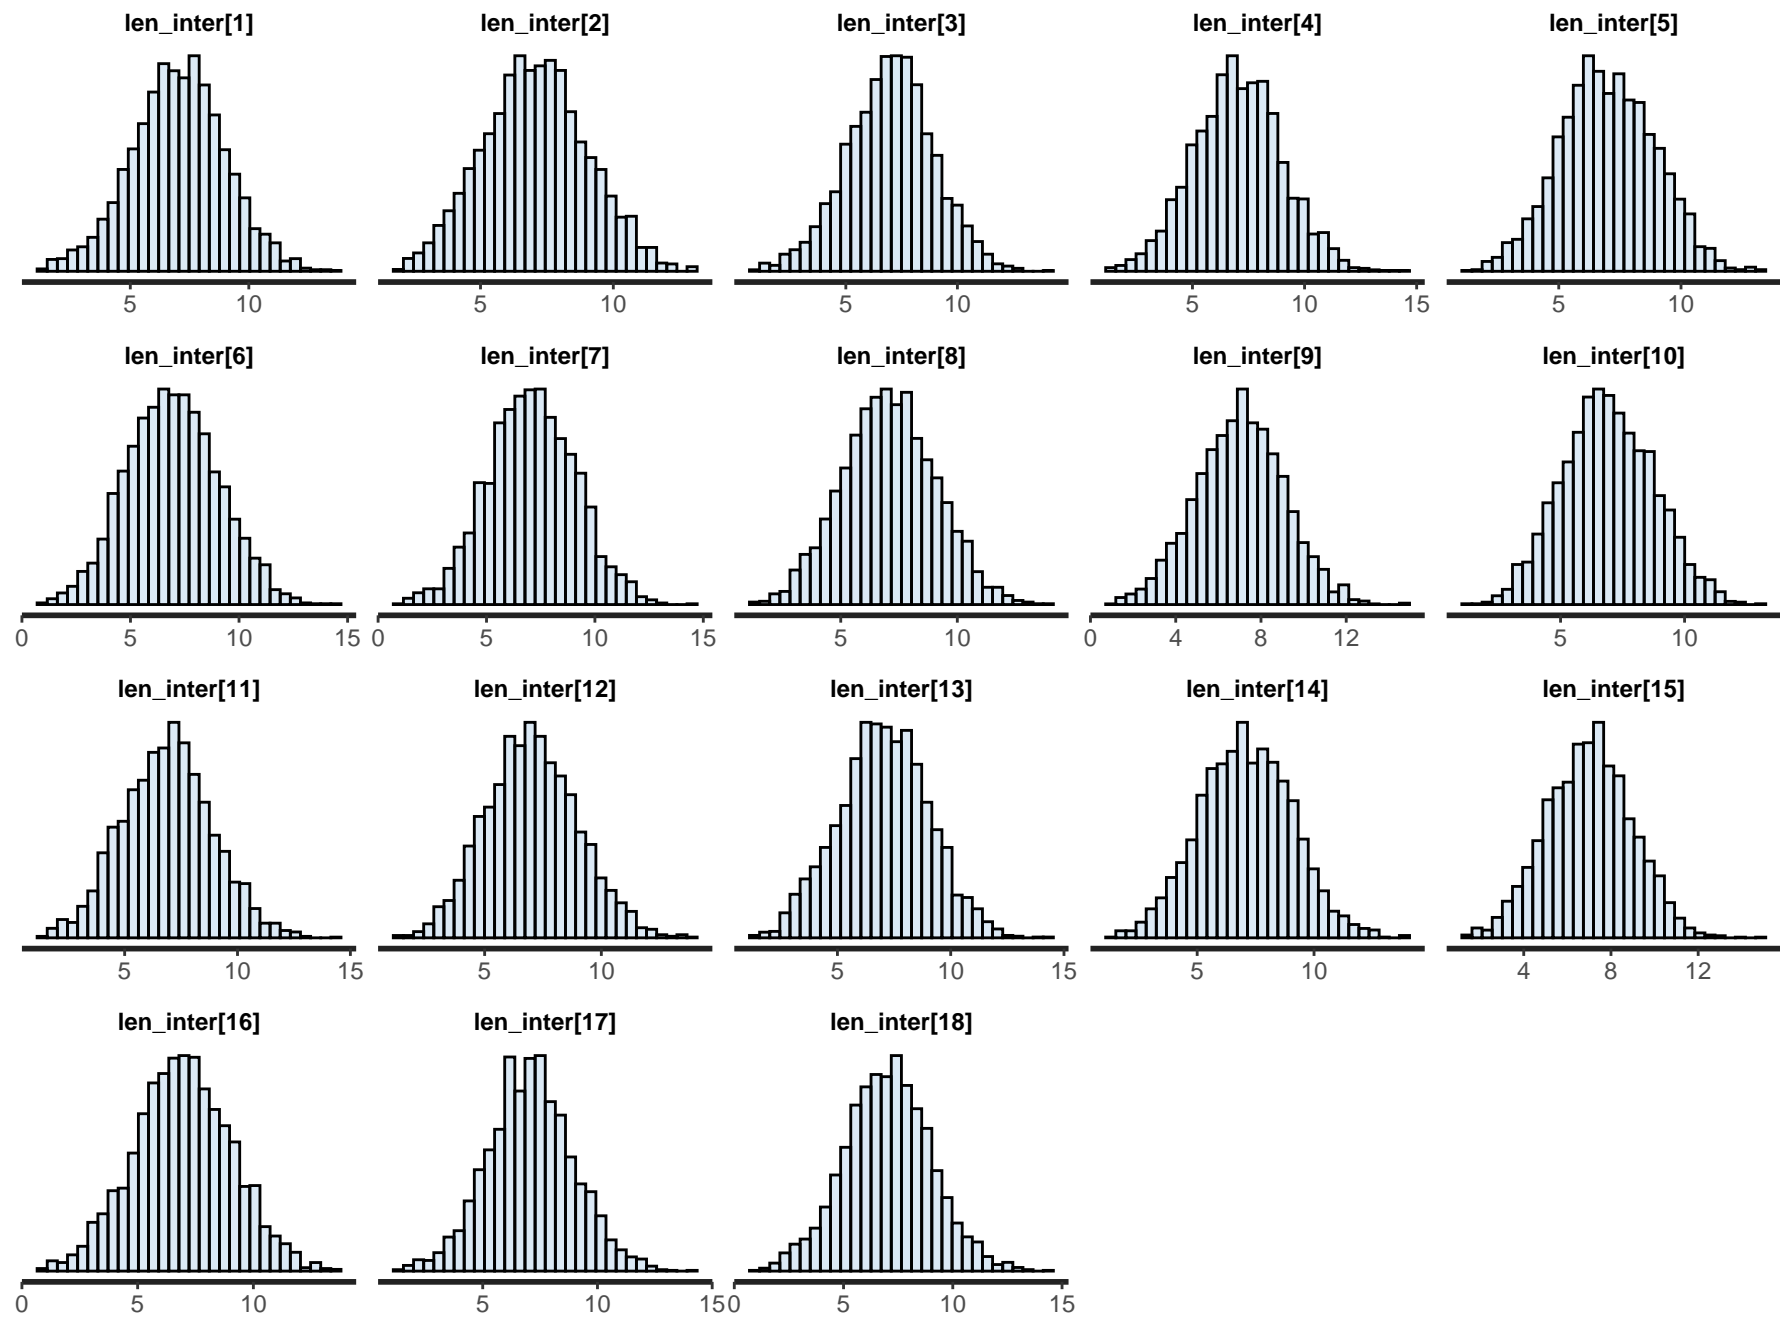 len_inter[1] len_inter[2] len_inter[3] len_inter[4] len_inter[5]
5 10 5 10 5 10 5 10 15 5 10
len_inter[6] len_inter[7] len_inter[8] len_inter[9] len_inter[10]
0 5 10 15 0 5 10 15 5 10 0 4 8 12 5 10
len_inter[11] len_inter[12] len_inter[13] len_inter[14] len_inter[15]
5 10 15 5 10 5 10 15 5 10 4 8 12
len_inter[16] len_inter[17] len_inter[18]
0 5 10 5 10 15 0 5 10 15